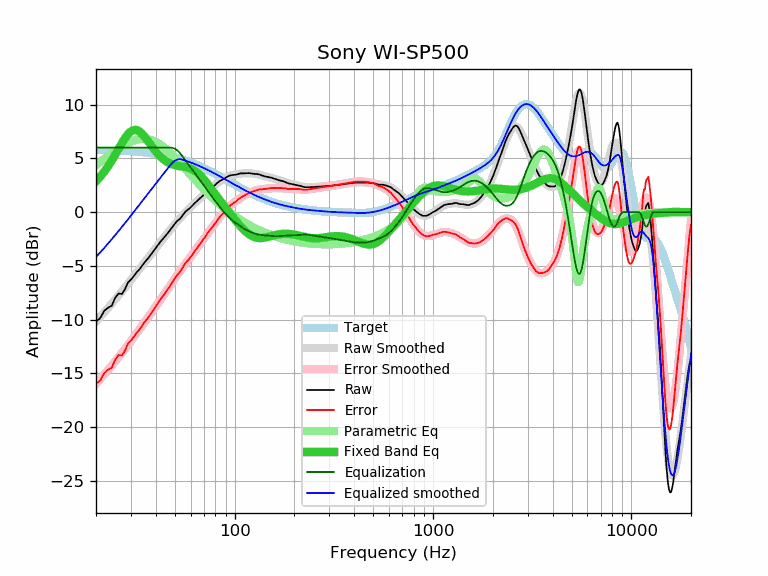 Sony WI-SP500
Amplitude (dBr)
10
5
0
−5
−10
−15
−20
−25
Target
Raw Smoothed
Error Smoothed
Raw
Error
Parametric Eq
Fixed Band Eq
Equalization
Equalized smoothed
100
1000
10000
Frequency (Hz)